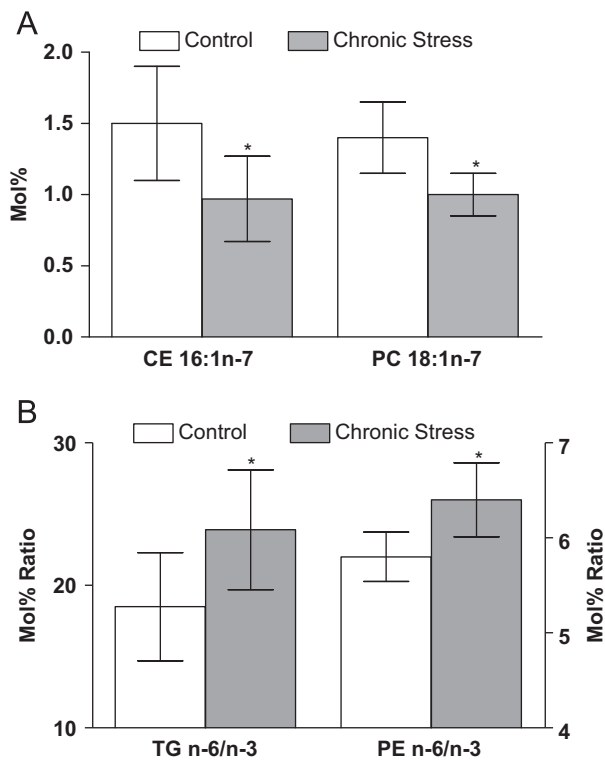 A
Control
Chronic Stress
2.0
1.5
1.0
0.5
0.0
Mol%
*
*
CE 16:1n-7
PC 18:1n-7
B
Control
Chronic Stress
30
20
10
Mol% Ratio
*
*
7
6
5
4
Mol% Ratio
TG n-6/n-3
PE n-6/n-3